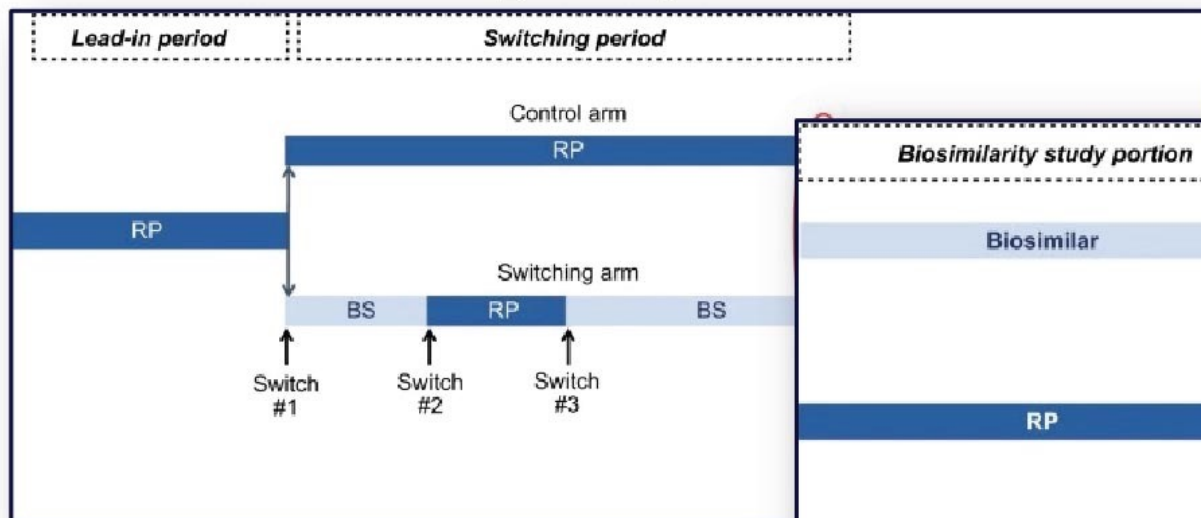 Lead-in period
Switching period
Control arm
RP
RP
Switching arm
BS
RP
BS
Switch
#1
Switch
#2
Switch
#3
Biosimilarity study portion
Biosimilar
RP